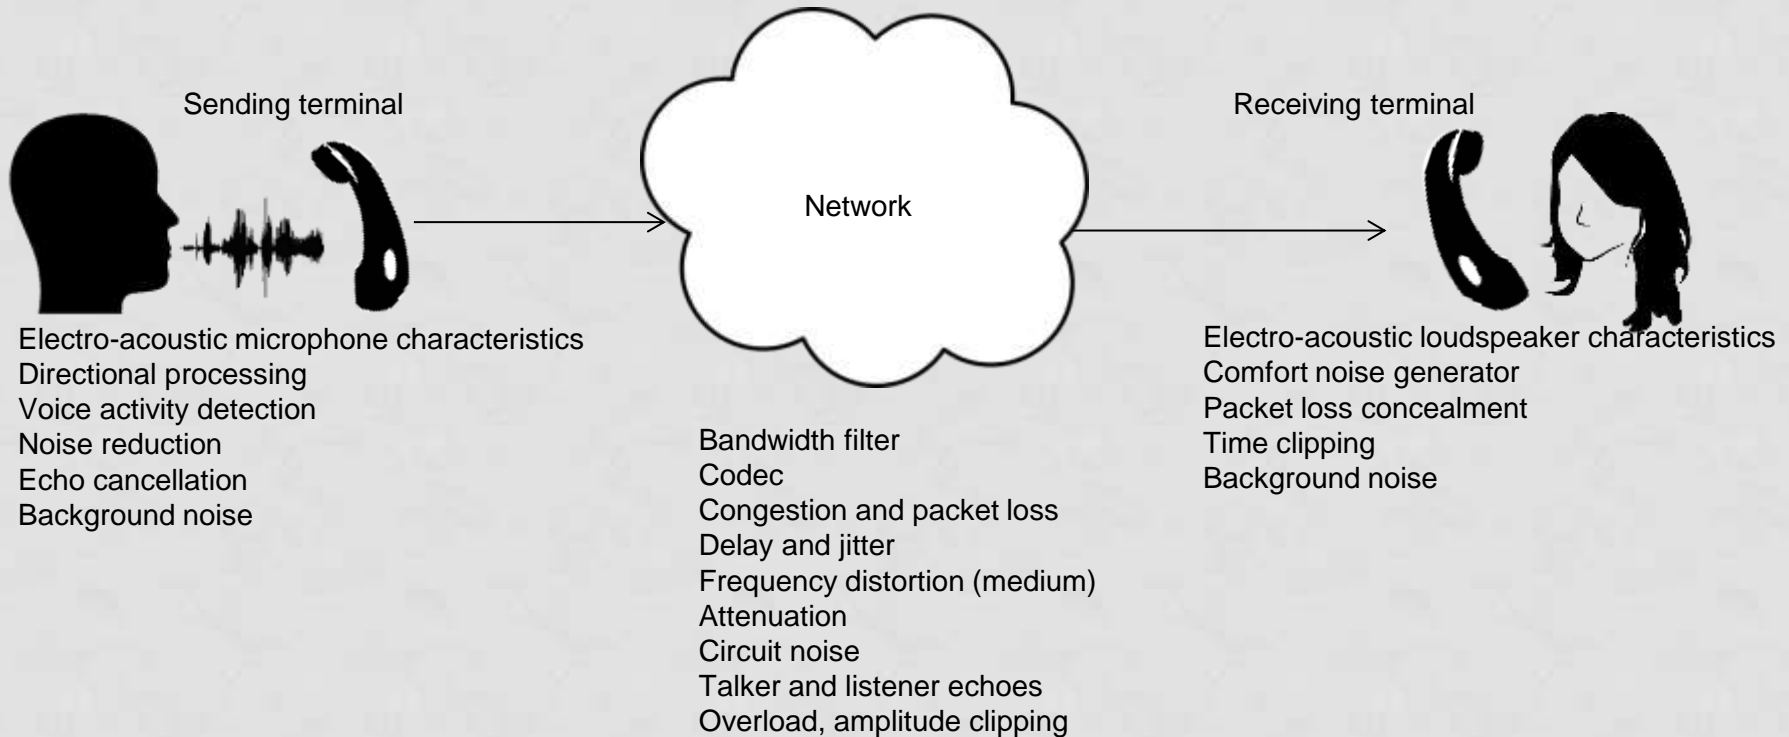 Sending terminal
Receiving terminal
Network
Electro-acoustic microphone characteristics
Directional processing
Voice activity detection
Noise reduction
Echo cancellation
Background noise
Bandwidth filter
Codec
Congestion and packet loss
Delay and jitter
Frequency distortion (medium)
Attenuation
Circuit noise
Talker and listener echoes
Overload, amplitude clipping
Electro-acoustic loudspeaker characteristics
Comfort noise generator
Packet loss concealment
Time clipping
Background noise